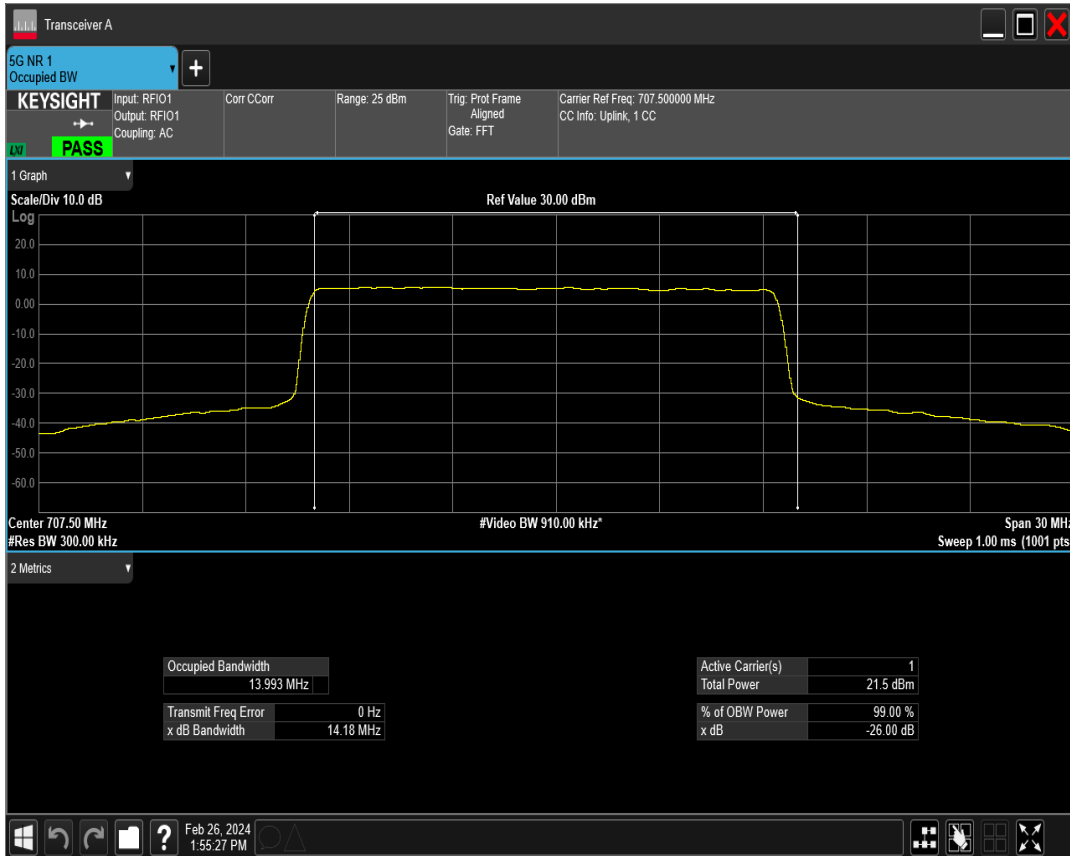 Transceiver A
5G NR 1
Occupied BW
+
KEYSIGHT
LXI
PASS
Input: RFIO1
Output: RFIO1
Coupling: AC
Corr CCorr
Range: 25 dBm
Trig: Prot Frame
Aligned
Gate: FFT
Carrier Ref Freq: 707.500000 MHz
CC Info: Uplink, 1 CC
1 Graph
Scale/Div 10.0 dB
Ref Value 30.00 dBm
Log
20.0
10.0
0.00
-10.0
-20.0
-30.0
-40.0
-50.0
-60.0
Center 707.50 MHz
#Video BW 910.00 kHz*
Span 30 MHz
#Res BW 300.00 kHz
Sweep 1.00 ms (1001 pts
2 Metrics
Occupied Bandwidth
13.993 MHz
Transmit Freq Error 0 Hz
x dB Bandwidth 14.18 MHz
Active Carrier(s) 1
Total Power 21.5 dBm
% of OBW Power 99.00 %
x dB -26.00 dB
?
Feb 26, 2024
1:55:27 PM